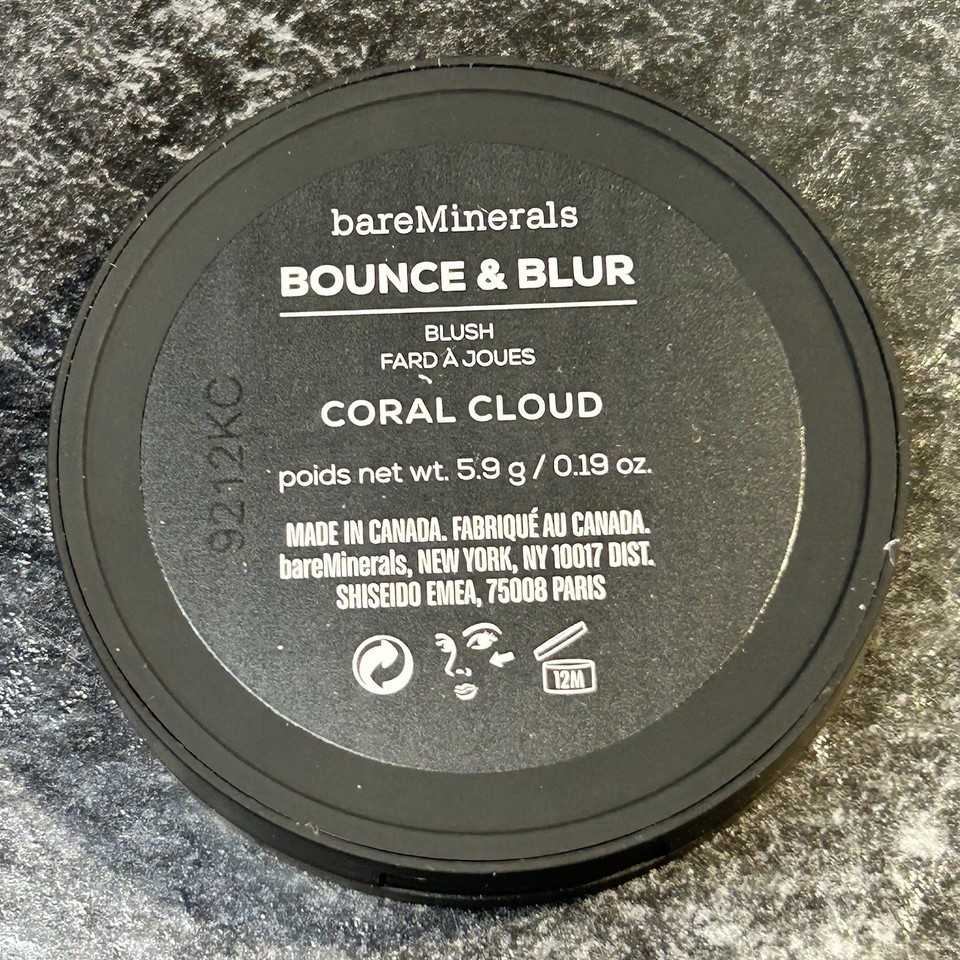 bareMinerals
BOUNCE & BLUR
BLUSH
FARD À JOUES
CORAL CLOUD
poids net wt. 5.9 g / 0.19 oz.
MADE IN CANADA. FABRIQUÉ AU CANADA.
bareMinerals, NEW YORK, NY 10017 DIST.
SHISEIDO EMEA, 75008 PARIS
12M
9212KC